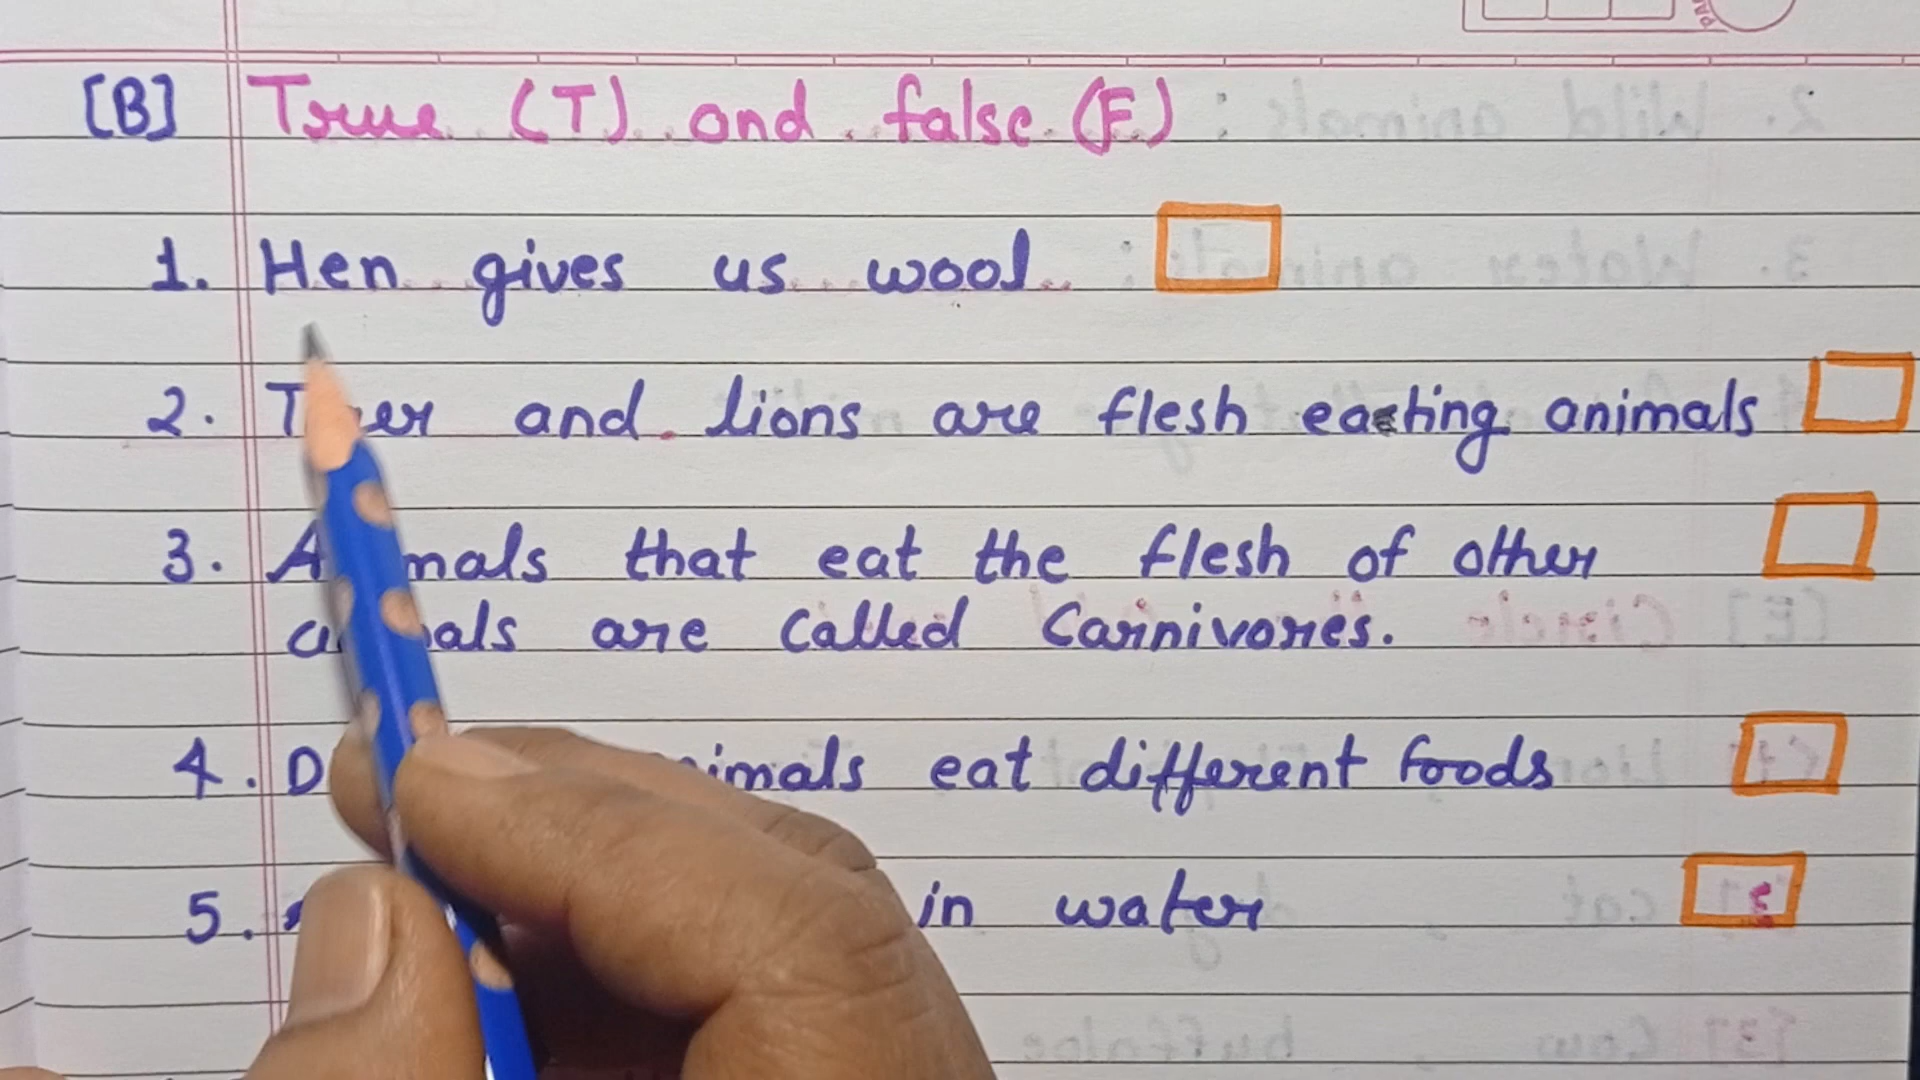 [B] True (T) and false (F)
1. Hen gives us wool.
2. and lions are flesh eating animals
3. that eat the flesh of other
are called Carnivores.
4. eat different foods
5. in water